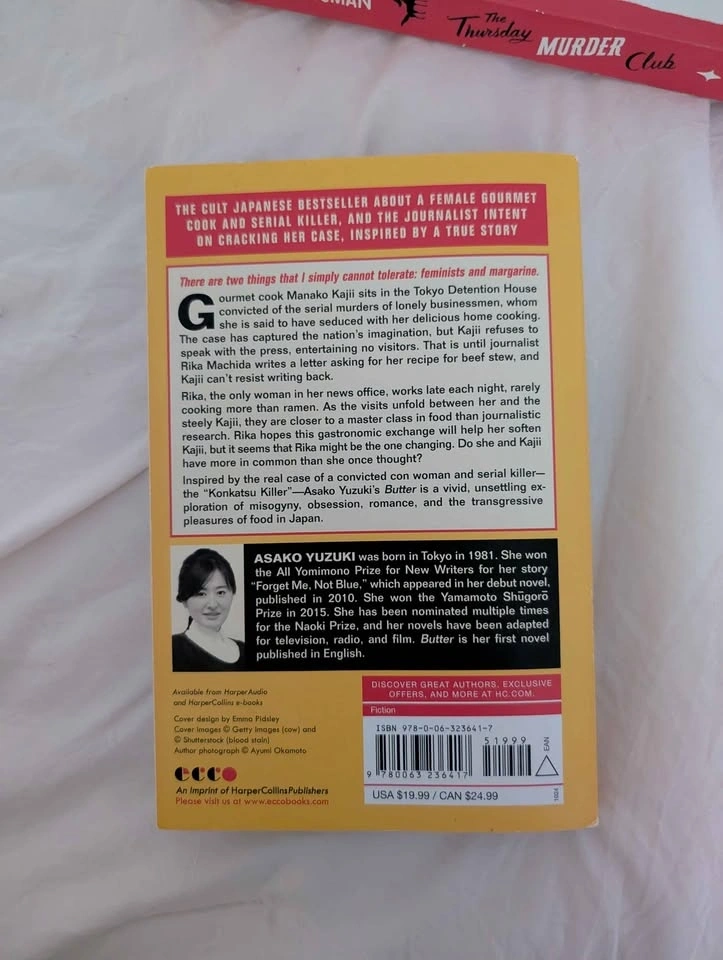 MAN
The
Thursday MURDER Club
THE CULT JAPANESE BESTSELLER ABOUT A FEMALE GOURMET
COOK AND SERIAL KILLER, AND THE JOURNALIST INTENT
ON CRACKING HER CASE, INSPIRED BY A TRUE STORY
There are two things that I simply cannot tolerate: feminists and margarine.
Gourmet cook Manako Kajii sits in the Tokyo Detention House
convicted of the serial murders of lonely businessmen, whom
she is said to have seduced with her delicious home cooking.
The case has captured the nation's imagination, but Kajii refuses to
speak with the press, entertaining no visitors. That is until journalist
Rika Machida writes a letter asking for her recipe for beef stew, and
Kajii can't resist writing back.
Rika, the only woman in her news office, works late each night, rarely
cooking more than ramen. As the visits unfold between her and the
steely Kajii, they are closer to a master class in food than journalistic
research. Rika hopes this gastronomic exchange will help her soften
Kajii, but it seems that Rika might be the one changing. Do she and Kajii
have more in common than she once thought?
Inspired by the real case of a convicted con woman and serial killer—
the "Konkatsu Killer"—Asako Yuzuki's Butter is a vivid, unsettling ex-
ploration of misogyny, obsession, romance, and the transgressive
pleasures of food in Japan.
ASAKO YUZUKI was born in Tokyo in 1981. She won
the All Yomimono Prize for New Writers for her story
"Forget Me, Not Blue," which appeared in her debut novel,
published in 2010. She won the Yamamoto Shūgorō
Prize in 2015. She has been nominated multiple times
for the Naoki Prize, and her novels have been adapted
for television, radio, and film. Butter is her first novel
published in English.
Available from HarperAudio
and HarperCollins e-books
Cover design by Emma Pidsley
Cover images © Getty Images (cow) and
© Shutterstock (blood stain)
Author photograph © Ayumi Okamoto
ecco
An Imprint of HarperCollinsPublishers
Please visit us at www.eccobooks.com
DISCOVER GREAT AUTHORS, EXCLUSIVE
OFFERS, AND MORE AT HC.COM.
Fiction
ISBN 978-0-06-323641-7
51999
EAN
9 780063 236417
USA $19.99 / CAN $24.99
1024